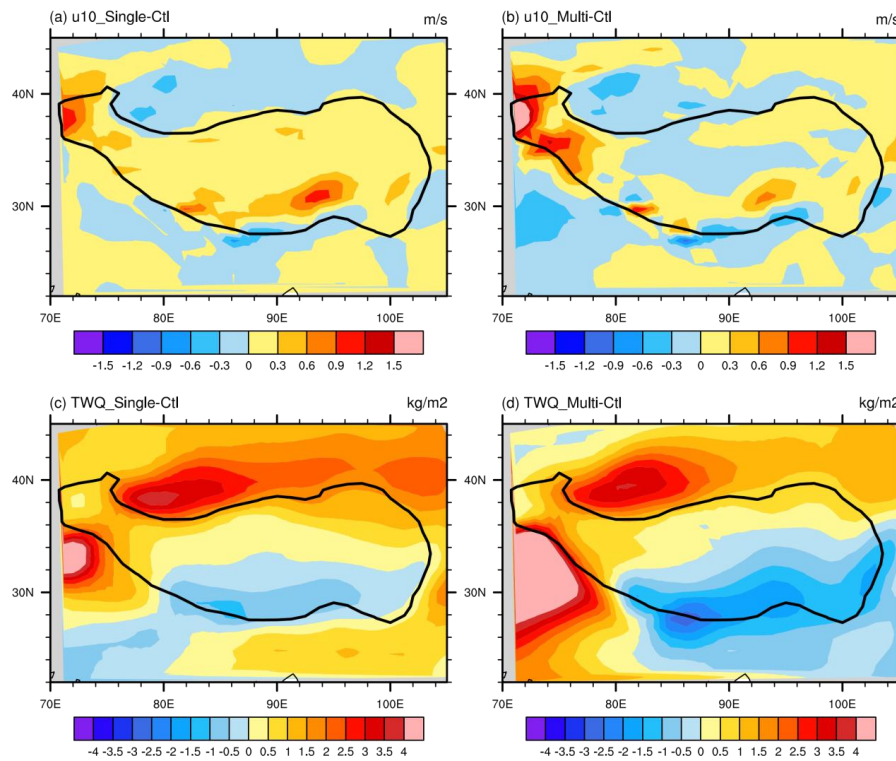 (a) u10_Single-Ctl m/s
(b) u10_Multi-Ctl m/s
40N 40N
30N 30N
70E 80E 90E 100E 70E 80E 90E 100E
-1.5 -1.2 -0.9 -0.6 -0.3 0 0.3 0.6 0.9 1.2 1.5
-1.5 -1.2 -0.9 -0.6 -0.3 0 0.3 0.6 0.9 1.2 1.5
(c) TWQ_Single-Ctl kg/m2
(d) TWQ_Multi-Ctl kg/m2
40N 40N
30N 30N
70E 80E 90E 100E 70E 80E 90E 100E
-4 -3.5 -3 -2.5 -2 -1.5 -1 -0.5 0 0.5 1 1.5 2 2.5 3 3.5 4
-4 -3.5 -3 -2.5 -2 -1.5 -1 -0.5 0 0.5 1 1.5 2 2.5 3 3.5 4